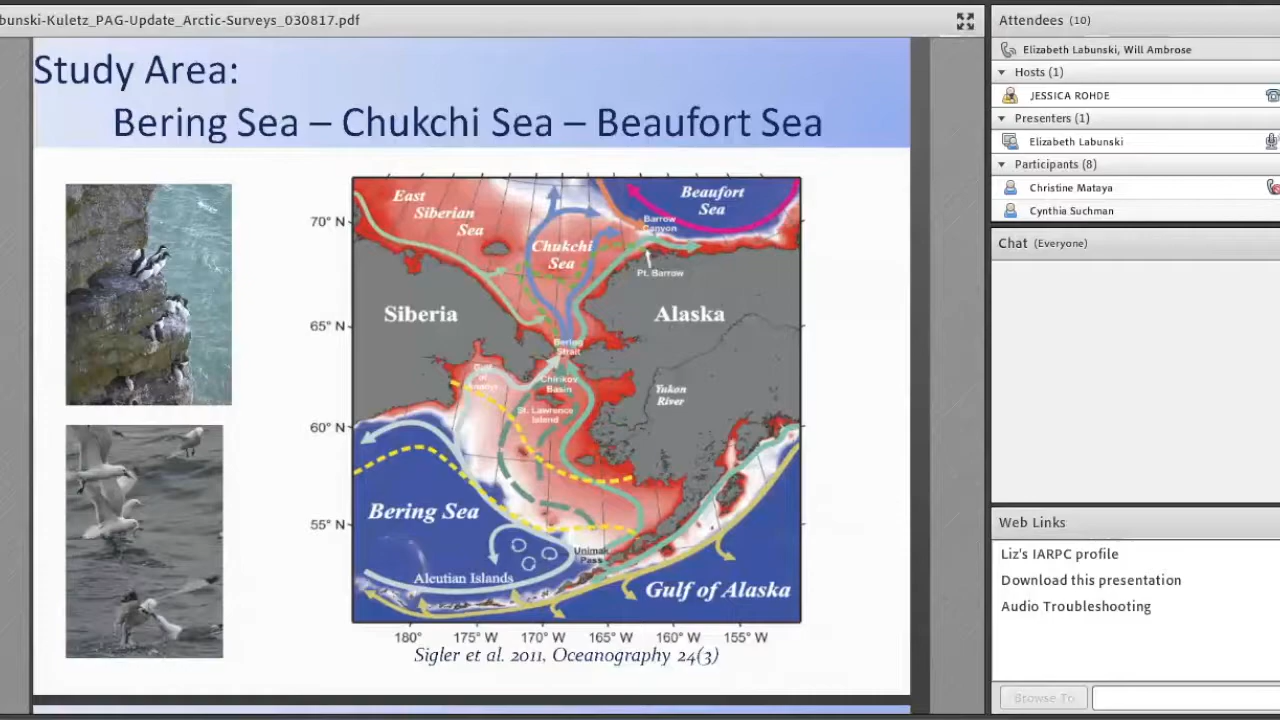 bunski-Kuletz_PAG-Update_Arctic-Surveys_030817.pdf
Study Area:
Bering Sea – Chukchi Sea – Beaufort Sea
East
Siberian
Sea
Beaufort
Sea
Barrow
Canyon
70° N
Chukchi
Sea
Pt. Barrow
Siberia
Alaska
65° N
Bering
Strait
Gulf
of
Chirikov
Basin
Yukon
River
St. Lawrence
Island
60° N
Bering Sea
55° N
Unimak
Pass
Aleutian Islands
Gulf of Alaska
180°
175° W
170° W
165° W
160° W
155° W
Sigler et al. 2011, Oceanography 24(3)
Attendees (10)
Elizabeth Labunski, Will Ambrose
Hosts (1)
JESSICA ROHDE
Presenters (1)
Elizabeth Labunski
Participants (8)
Christine Mataya
Cynthia Suchman
Chat (Everyone)
Web Links
Liz's IARPC profile
Download this presentation
Audio Troubleshooting
Browse To